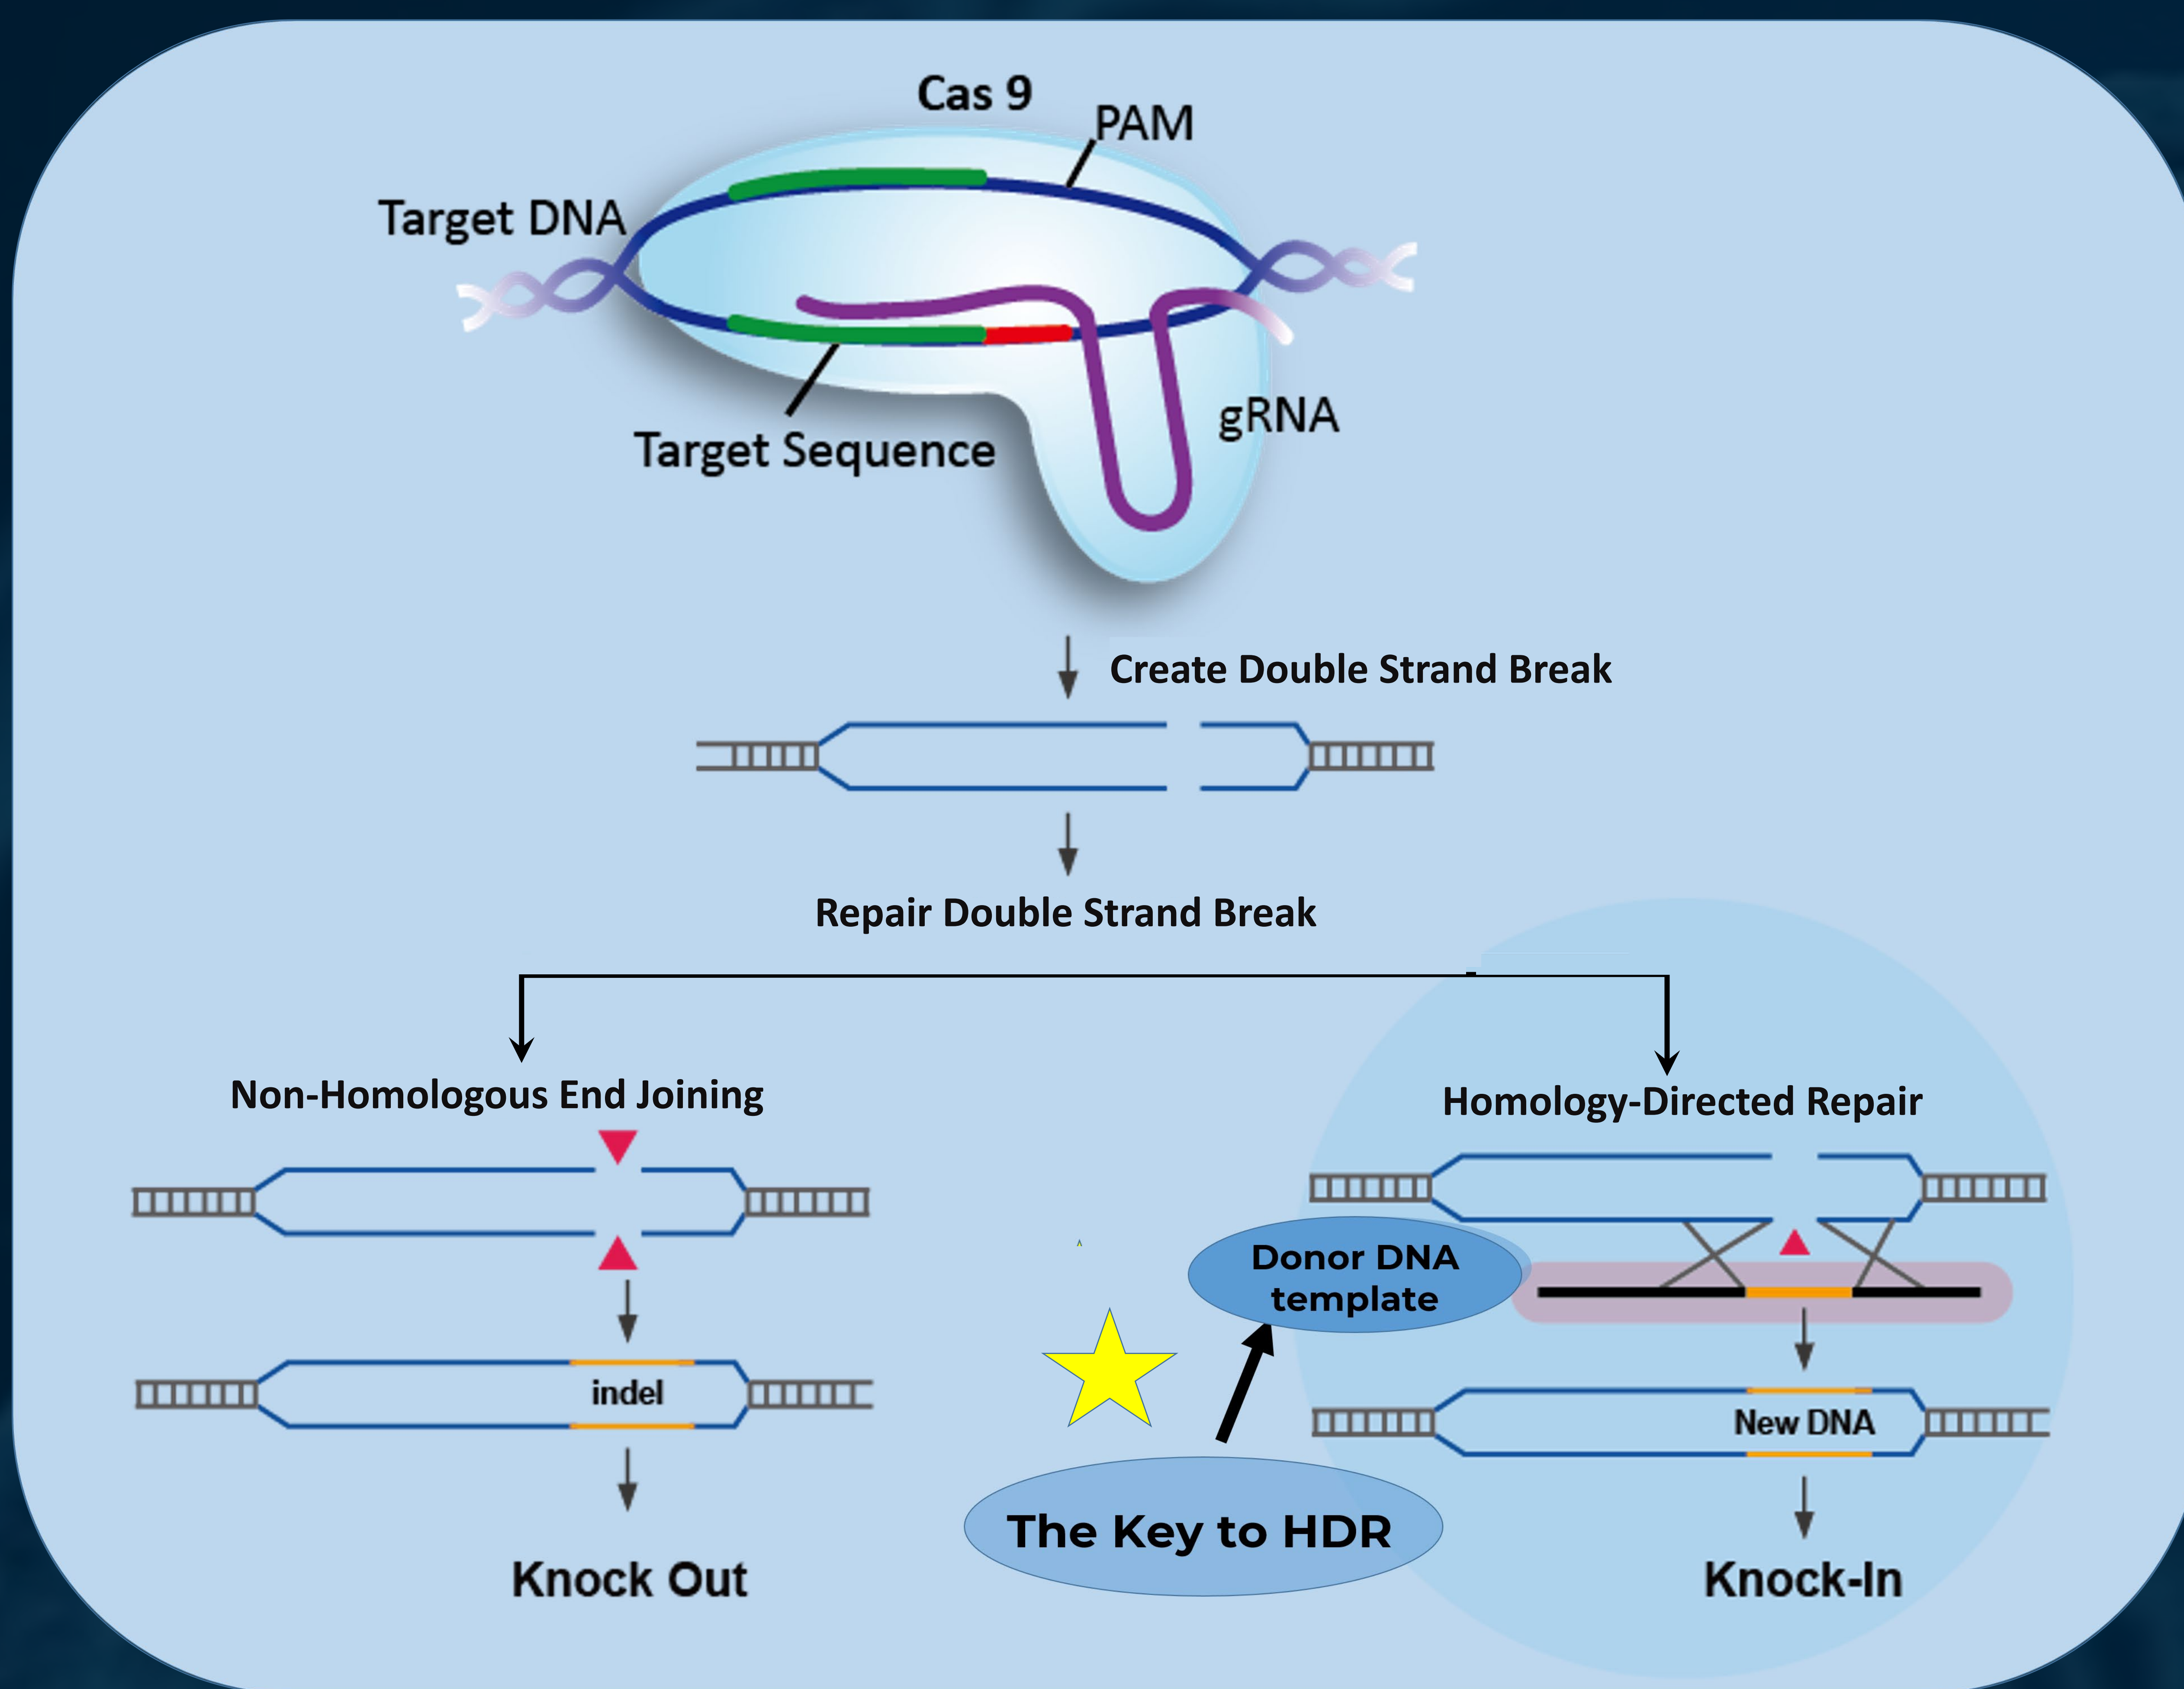 Cas 9
PAM
Target DNA
gRNA
Target Sequence
Create Double Strand Break
Repair Double Strand Break
Non-Homologous End Joining
Homology-Directed Repair
Donor DNA
template
indel
New DNA
The Key to HDR
Knock Out
Knock-In